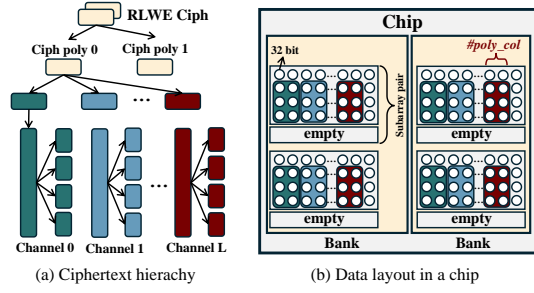 RLWE Ciph
Ciph poly 0
Ciph poly 1
...
...
Channel 0
Channel 1
Channel L
(a) Ciphertext hierachy
Chip
32 bit
#poly_col
Subarray pair
empty
empty
empty
empty
Bank
Bank
(b) Data layout in a chip